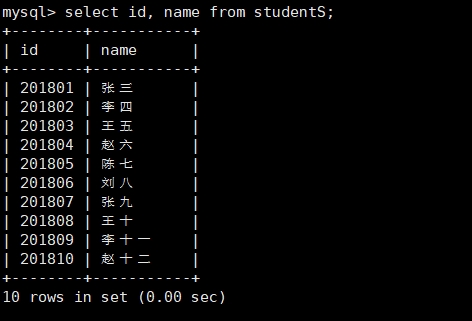 mysql> select id, name from studentS;
+--------+-----------+
| id     | name      |
+--------+-----------+
| 201801 | 张三      |
| 201802 | 李四      |
| 201803 | 王五      |
| 201804 | 赵六      |
| 201805 | 陈七      |
| 201806 | 刘八      |
| 201807 | 张九      |
| 201808 | 王十      |
| 201809 | 李十一    |
| 201810 | 赵十二    |
+--------+-----------+
10 rows in set (0.00 sec)